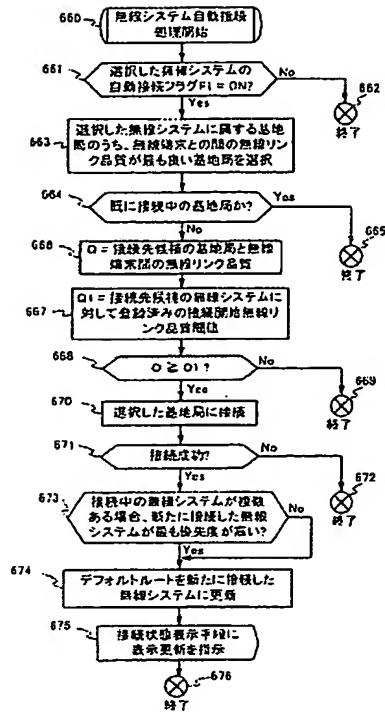 660
無線システム自動接続
処理開始
661
選択した無線システムの
自動接続フラグF1 = ON?
No
662
終了
Yes
663
選択した無線システムに属する基地
局のうち、無線端末との間の無線リ
ンク品質が最も良い基地局を選択
664
既に接続中の基地局か?
Yes
665
終了
No
666
Q = 接続先候補の基地局と無線
端末間の無線リンク品質
667
Q1 = 接続先候補の無線システムに
対して登録済みの接続開始無線リ
ンク品質閾値
668
Q ≧ Q1 ?
No
669
終了
Yes
670
選択した基地局に接続
671
接続成功?
No
672
終了
Yes
673
接続中の無線システムが複数
ある場合、新たに接続した無線
システムが最も優先度が高い?
No
Yes
674
デフォルトルートを新たに接続した
無線システムに更新
675
接続状態表示手段に
表示更新を指示
676
終了